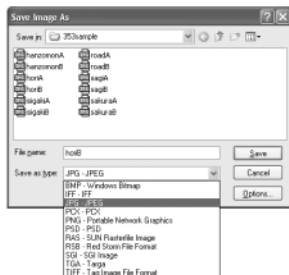 Save Image As
Save in: 353sample
hanzomonA
hanzomonB
horiA
horiB
isigakiA
isigakiB
roadA
roadB
sagiA
sagiB
sakuraA
sakuraB
File name: horiB
Save
Save as type: JPG - JPEG
Cancel
BMP - Windows Bitmap
Options...
IFF - IFF
JPG - JPEG
PCX - PCX
PNG - Portable Network Graphics
PSD - PSD
RAS - SUN Rasterfile Image
RSB - Red Storm File Format
SGI - SGI Image
TGA - Targa
TIFF - Tag Image File Format